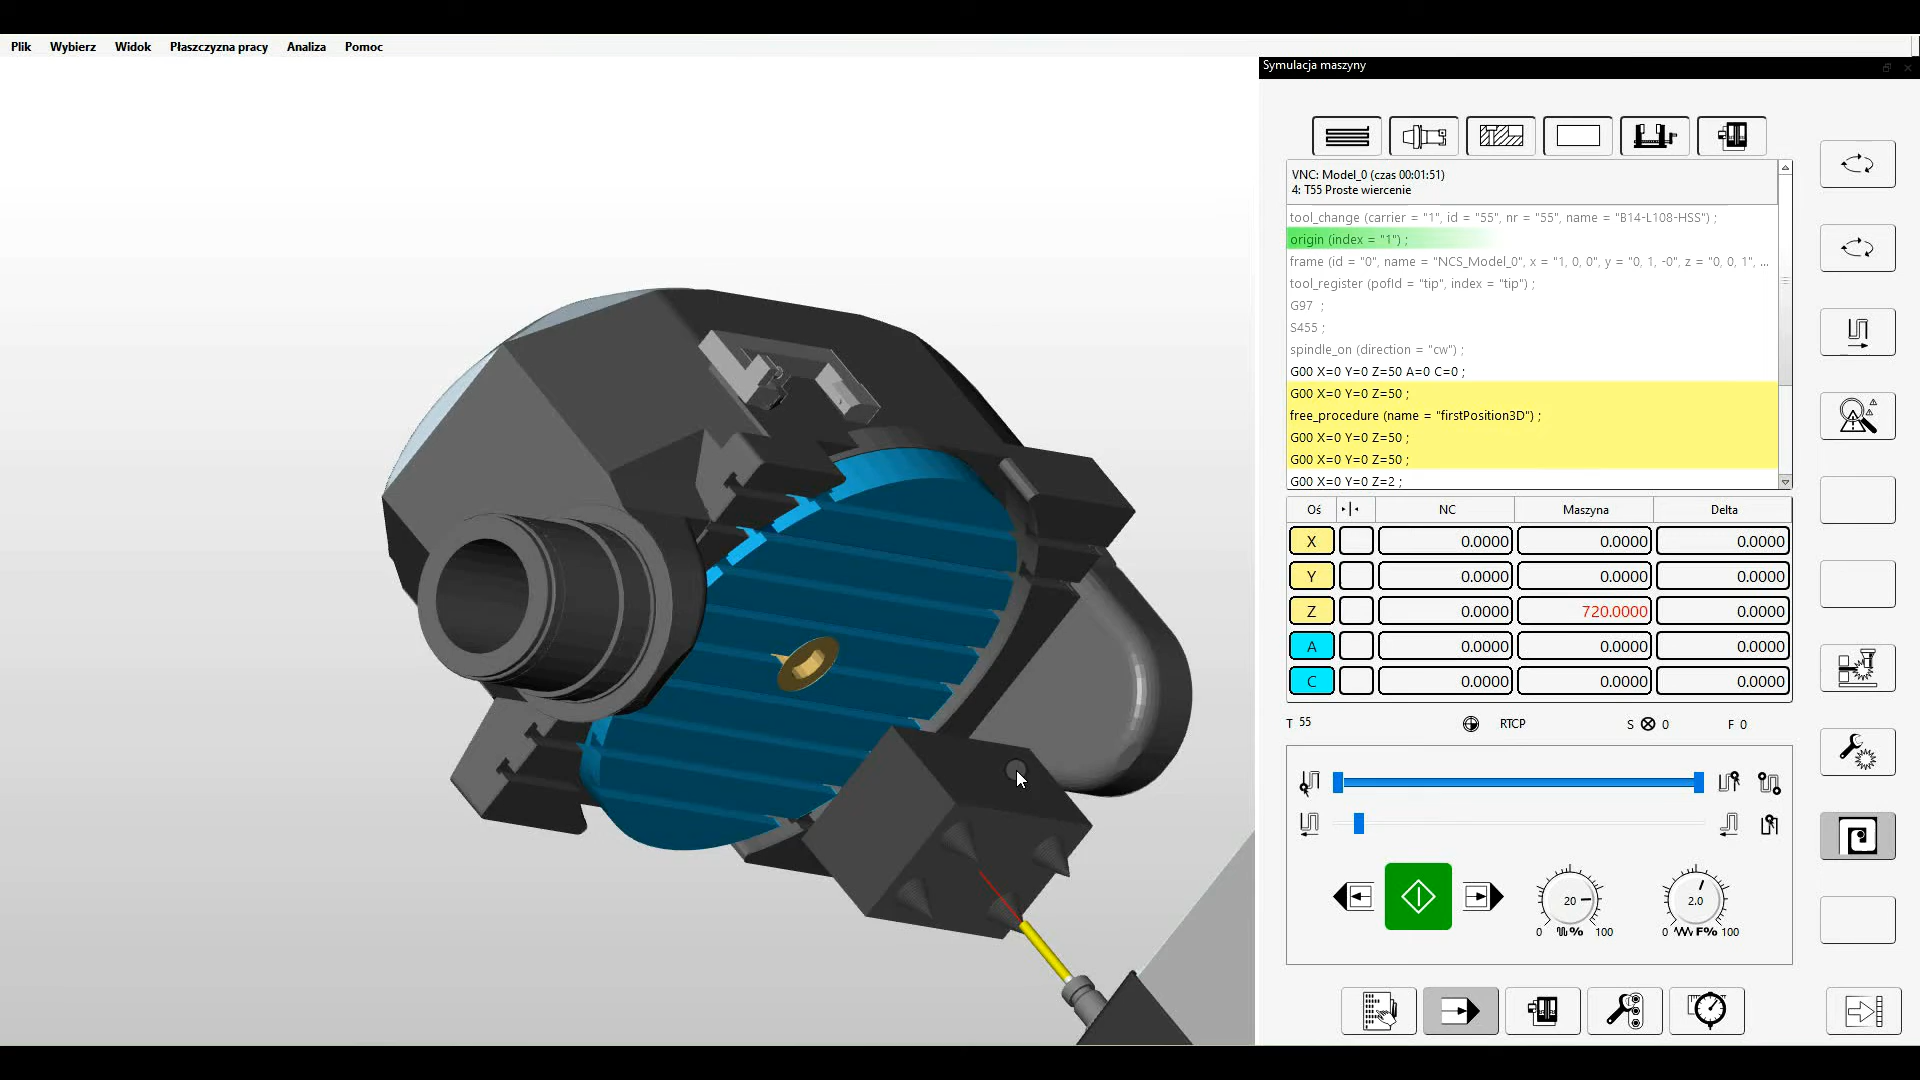 Plik Wybierz Widok Płaszczyzna pracy Analiza Pomoc
Symulacja maszyny
VNC: Model_0 (czas 00:01:51)
4: T55 Proste wiercenie
tool_change (carrier = "1", id = "55", nr = "55", name = "B14-L108-HSS") ;
origin (index = "1") ;
frame (id = "0", name = "NCS_Model_0", x = "1, 0, 0", y = "0, 1, -0", z = "0, 0, 1", ...
tool_register (pofId = "tip", index = "tip") ;
G97 ;
S455 ;
spindle_on (direction = "cw") ;
G00 X=0 Y=0 Z=50 A=0 C=0 ;
G00 X=0 Y=0 Z=50 ;
free_procedure (name = "firstPosition3D") ;
G00 X=0 Y=0 Z=50 ;
G00 X=0 Y=0 Z=50 ;
G00 X=0 Y=0 Z=2 ;
Oś NC Maszyna Delta
X 0.0000 0.0000 0.0000
Y 0.0000 0.0000 0.0000
Z 0.0000 720.0000 0.0000
A 0.0000 0.0000 0.0000
C 0.0000 0.0000 0.0000
T 55 RTCP S 0 F 0
20 2.0
0 % 100 0 F% 100